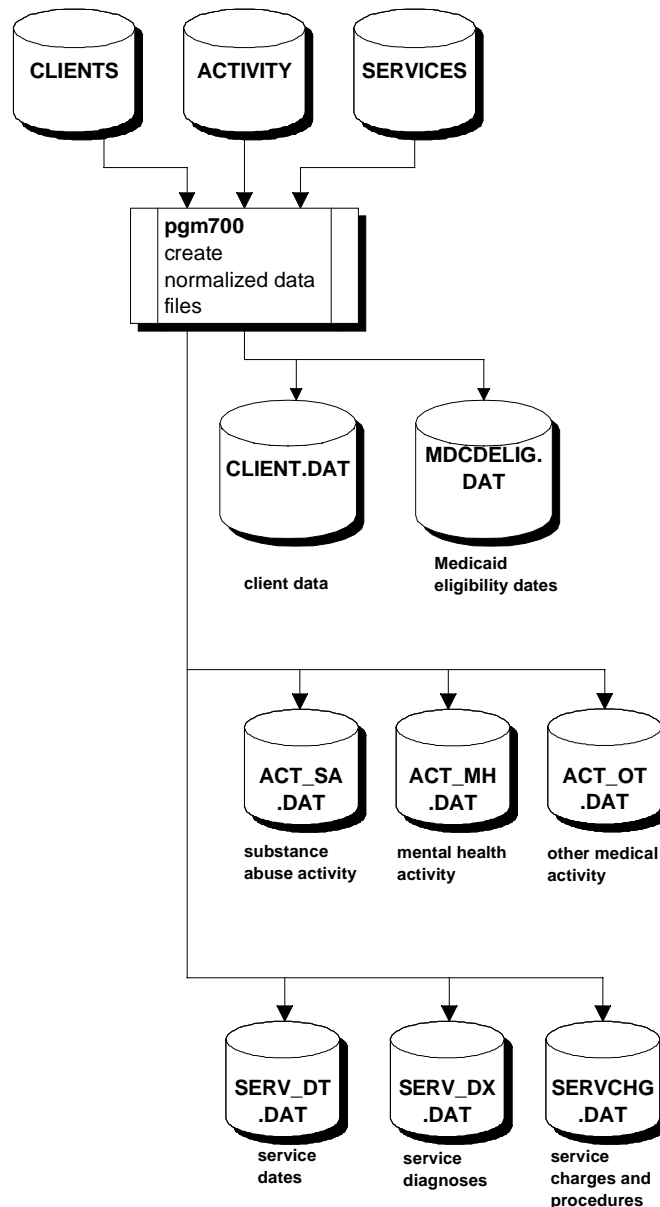 CLIENTS
ACTIVITY
SERVICES
pgm700
create
normalized data
files
CLIENT.DAT
MDCDELIG.
DAT
client data
Medicaid
eligibility dates
ACT_SA
.DAT
ACT_MH
.DAT
ACT_OT
.DAT
substance
abuse activity
mental health
activity
other medical
activity
SERV_DT
.DAT
SERV_DX
.DAT
SERVCHG
.DAT
service
dates
service
diagnoses
service
charges and
procedures